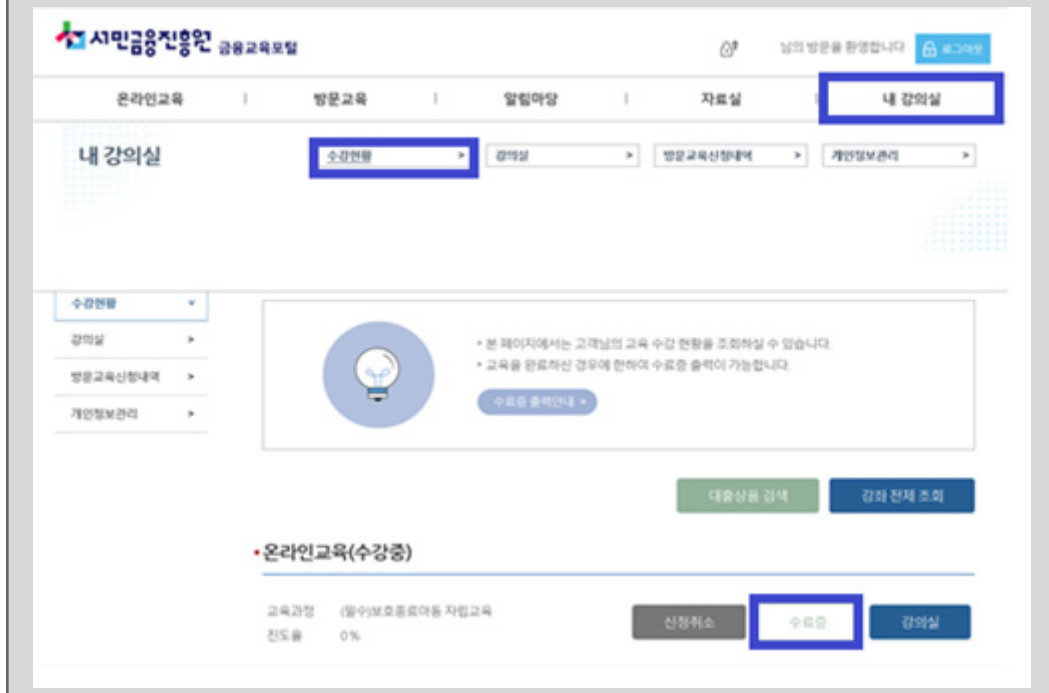 서민금융진흥원 금융교육포털
님의 방문을 환영합니다 로그아웃
온라인교육 | 방문교육 | 알림마당 | 자료실 | 내 강의실
내 강의실
수강현황 > 강의실 > 방문교육신청내역 > 개인정보관리 >
수강현황
강의실 >
방문교육신청내역 >
개인정보관리 >
• 본 페이지에서는 고객님의 교육 수강 현황을 조회하실 수 있습니다.
• 교육을 완료하신 경우에 한하여 수료증 출력이 가능합니다.
수료증 출력안내 >
대출상품 검색 강좌 전체 조회
•온라인교육(수강중)
교육과정 (필수)보호종료아동 자립교육
진도율 0%
신청취소 수료증 강의실